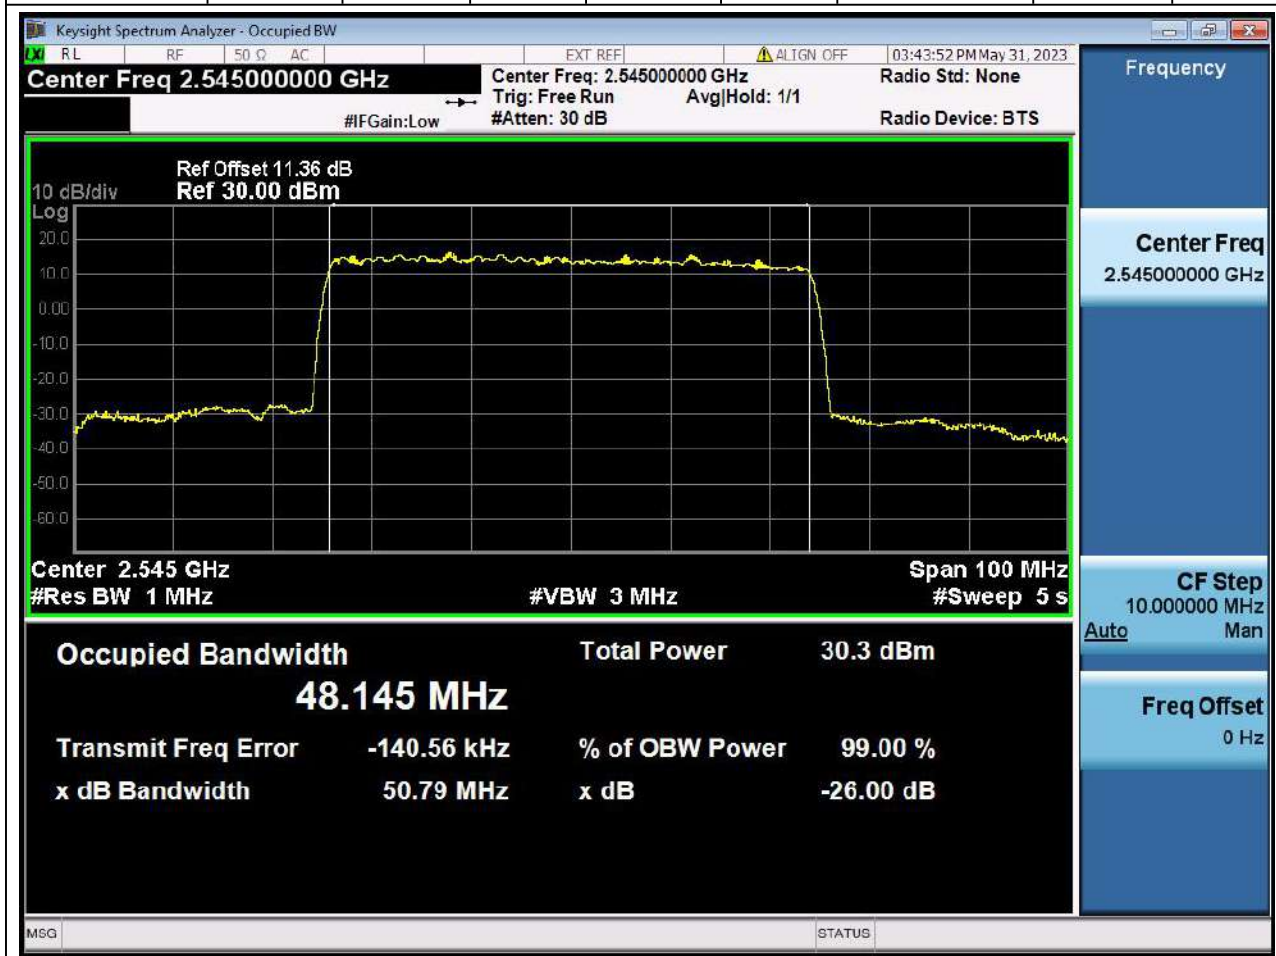 Keysight Spectrum Analyzer - Occupied BW
LXI RL RF 50 Ω AC EXT REF ALIGN OFF 03:43:52 PM May 31, 2023
Center Freq 2.545000000 GHz
Center Freq: 2.545000000 GHz
Radio Std: None
Trig: Free Run Avg|Hold: 1/1
#IFGain:Low
#Atten: 30 dB
Radio Device: BTS
Ref Offset 11.36 dB
10 dB/div Ref 30.00 dBm
Log
20.0
10.0
0.00
-10.0
-20.0
-30.0
-40.0
-50.0
-60.0
Center 2.545 GHz Span 100 MHz
#Res BW 1 MHz #VBW 3 MHz #Sweep 5 s
Occupied Bandwidth Total Power 30.3 dBm
48.145 MHz
Transmit Freq Error -140.56 kHz % of OBW Power 99.00 %
x dB Bandwidth 50.79 MHz x dB -26.00 dB
Frequency
Center Freq
2.545000000 GHz
CF Step
10.000000 MHz
Auto Man
Freq Offset
0 Hz
MSG STATUS